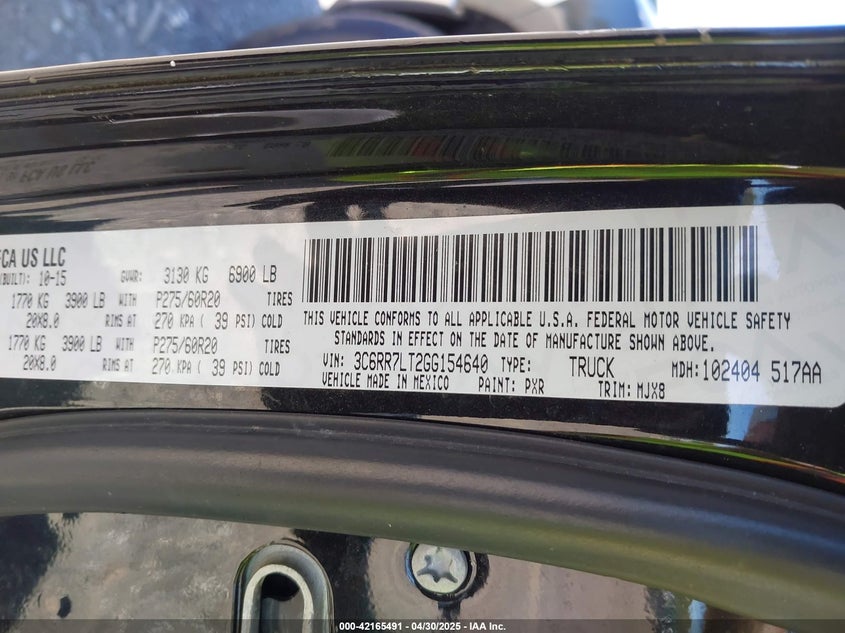 FCA US LLC
(BUILT): 10-15 GVWR: 3130 KG 6900 LB
1770 KG 3900 LB WITH P275/60R20 TIRES
20X8.0 RIMS AT 270 KPA ( 39 PSI) COLD
1770 KG 3900 LB WITH P275/60R20 TIRES
20X8.0 RIMS AT 270 KPA ( 39 PSI) COLD
THIS VEHICLE CONFORMS TO ALL APPLICABLE U.S.A. FEDERAL MOTOR VEHICLE SAFETY
STANDARDS IN EFFECT ON THE DATE OF MANUFACTURE SHOWN ABOVE.
VIN: 3C6RR7LT2GG154640 TYPE: TRUCK MDH:102404 517AA
VEHICLE MADE IN MEXICO PAINT: PXR TRIM: MJX8
000-42165491 - 04/30/2025 - IAA Inc.